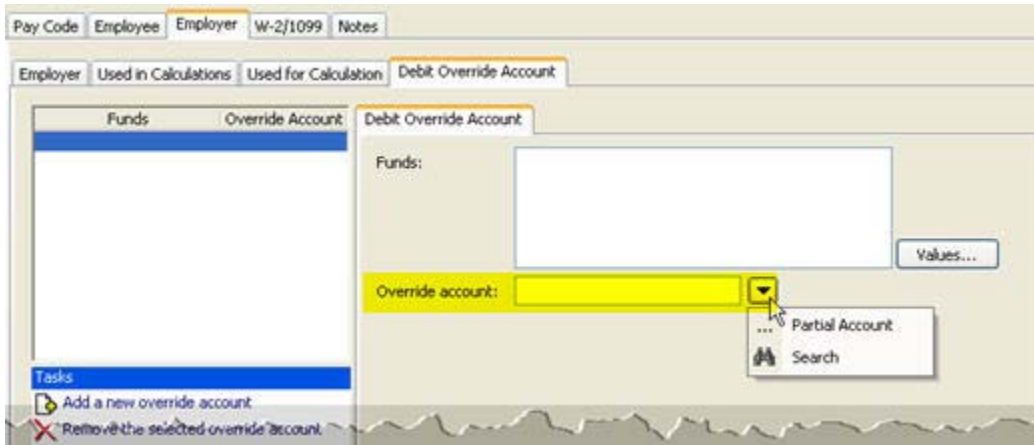 Pay Code Employee Employer W-2/1099 Notes
Employer Used in Calculations Used for Calculation Debit Override Account
Funds Override Account
Debit Override Account
Funds:
Values...
Override account:
... Partial Account
Search
Tasks
Add a new override account
Remove the selected override account